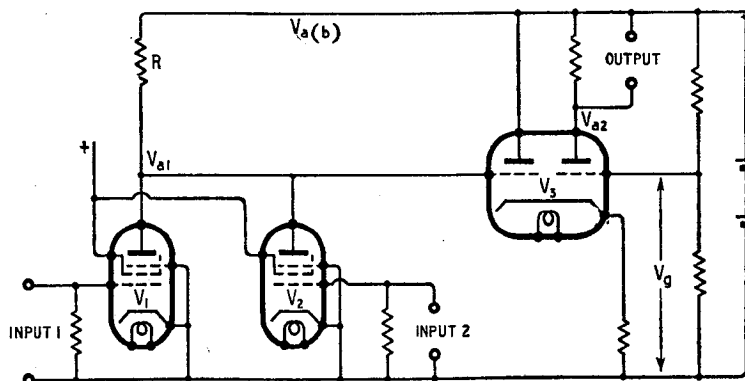 Va(b)
R
OUTPUT
Va2
+
Va1
V3
Vg
V1
V2
INPUT 1
INPUT 2